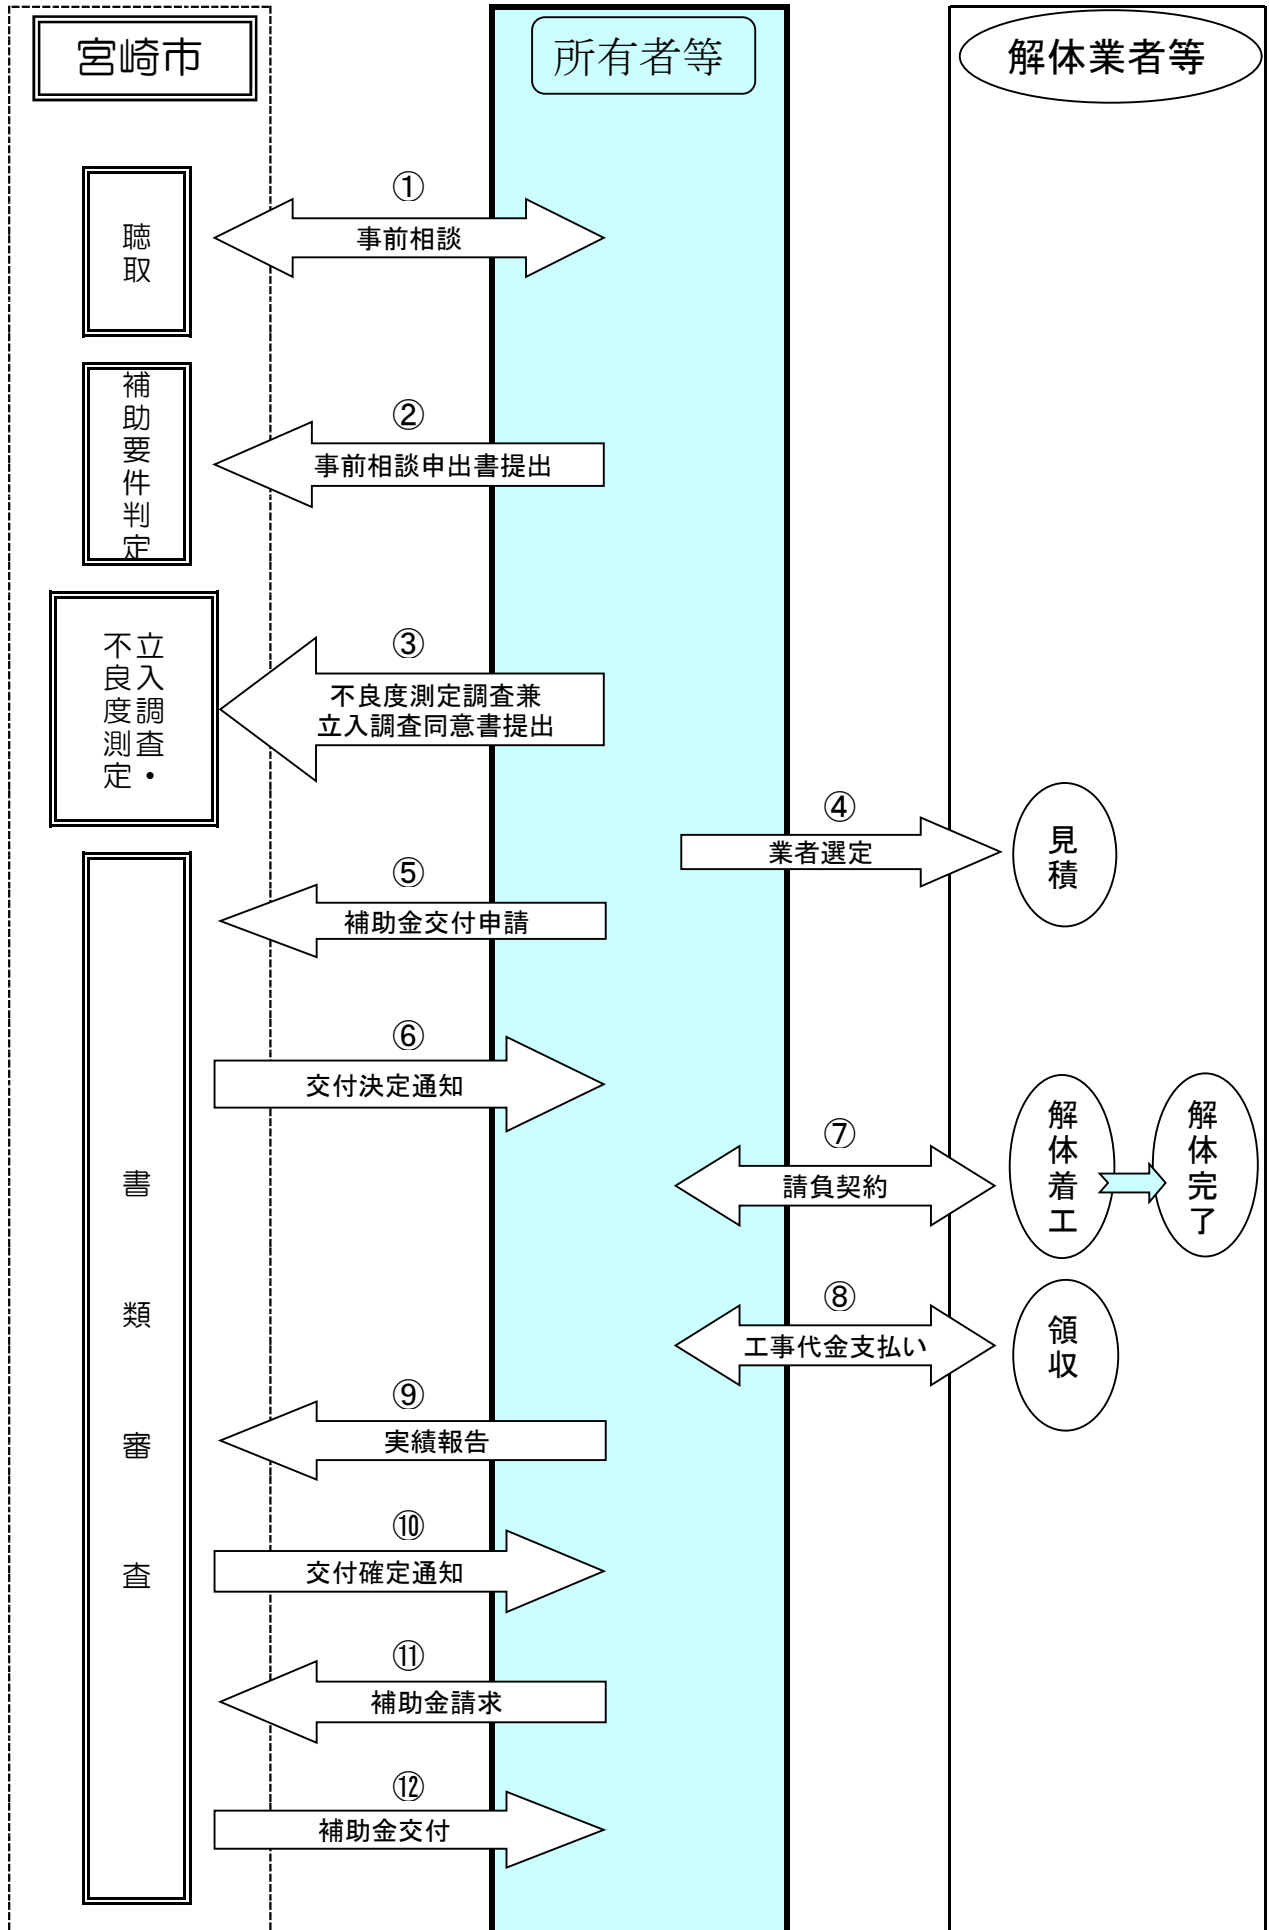 宮崎市
所有者等
解体業者等
聴取
①
事前相談
補助要件判定
②
事前相談申出書提出
立入調査・
不良度測定
③
不良度測定調査兼
立入調査同意書提出
④
業者選定
見積
⑤
補助金交付申請
書類審査
⑥
交付決定通知
⑦
請負契約
解体着工
解体完了
⑧
工事代金支払い
領収
⑨
実績報告
⑩
交付確定通知
⑪
補助金請求
⑫
補助金交付